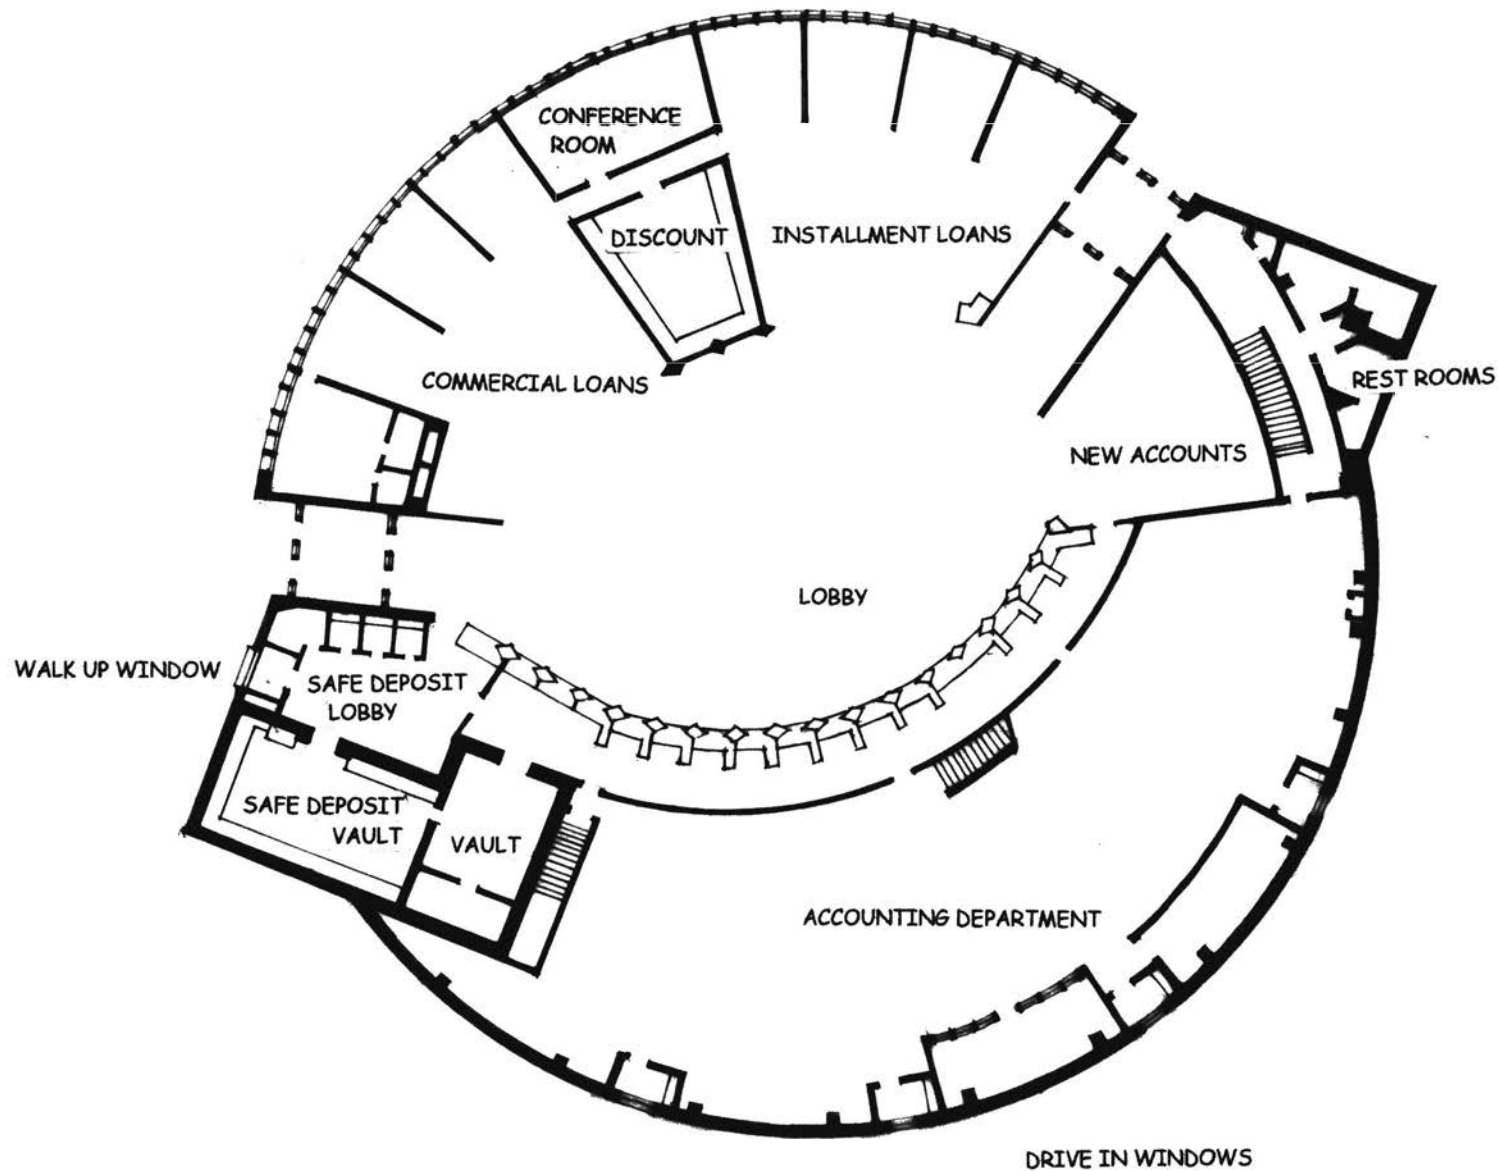 CONFERENCE
ROOM
DISCOUNT
INSTALLMENT LOANS
COMMERCIAL LOANS
REST ROOMS
NEW ACCOUNTS
LOBBY
WALK UP WINDOW
SAFE DEPOSIT
LOBBY
SAFE DEPOSIT
VAULT
VAULT
ACCOUNTING DEPARTMENT
DRIVE IN WINDOWS